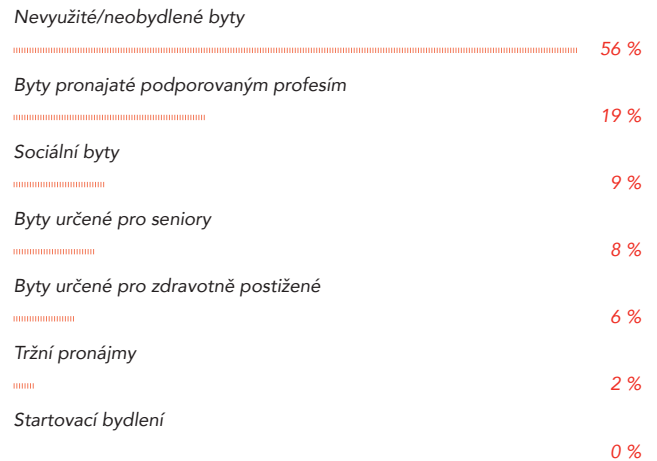 Nevyužité/neobydlené byty
56 %
Byty pronajaté podporovaným profesím
19 %
Sociální byty
9 %
Byty určené pro seniory
8 %
Byty určené pro zdravotně postižené
6 %
Tržní pronájmy
2 %
Startovací bydlení
0 %